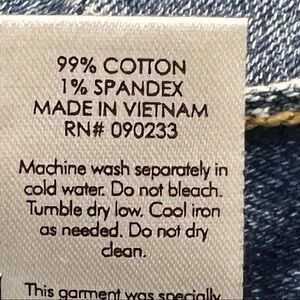 99% COTTON
1% SPANDEX
MADE IN VIETNAM
RN# 090233
Machine wash separately in
cold water. Do not bleach.
Tumble dry low. Cool iron
as needed. Do not dry
clean.
This garment was specially